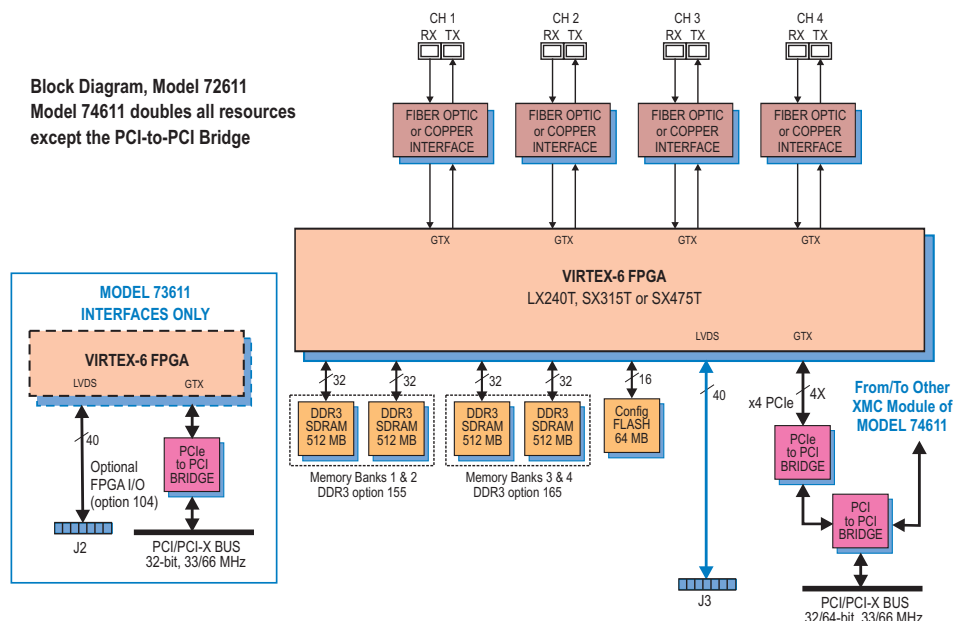 CH 1
RX TX
CH 2
RX TX
CH 3
RX TX
CH 4
RX TX
Block Diagram, Model 72611
Model 74611 doubles all resources
except the PCI-to-PCI Bridge
FIBER OPTIC
or COPPER
INTERFACE
FIBER OPTIC
or COPPER
INTERFACE
FIBER OPTIC
or COPPER
INTERFACE
FIBER OPTIC
or COPPER
INTERFACE
GTX
GTX
GTX
GTX
VIRTEX-6 FPGA
LX240T, SX315T or SX475T
LVDS
GTX
MODEL 73611
INTERFACES ONLY
VIRTEX-6 FPGA
LVDS
GTX
40
Optional
FPGA I/O
(option 104)
PCIe
to PCI
BRIDGE
J2
PCI/PCI-X BUS
32-bit, 33/66 MHz
32
32
32
32
16
40
4X
x4 PCIe
DDR3
SDRAM
512 MB
DDR3
SDRAM
512 MB
DDR3
SDRAM
512 MB
DDR3
SDRAM
512 MB
Config
FLASH
64 MB
Memory Banks 1 & 2
DDR3 option 155
Memory Banks 3 & 4
DDR3 option 165
From/To Other
XMC Module of
MODEL 74611
PCIe
to PCI
BRIDGE
PCI
to PCI
BRIDGE
J3
PCI/PCI-X BUS
32/64-bit, 33/66 MHz